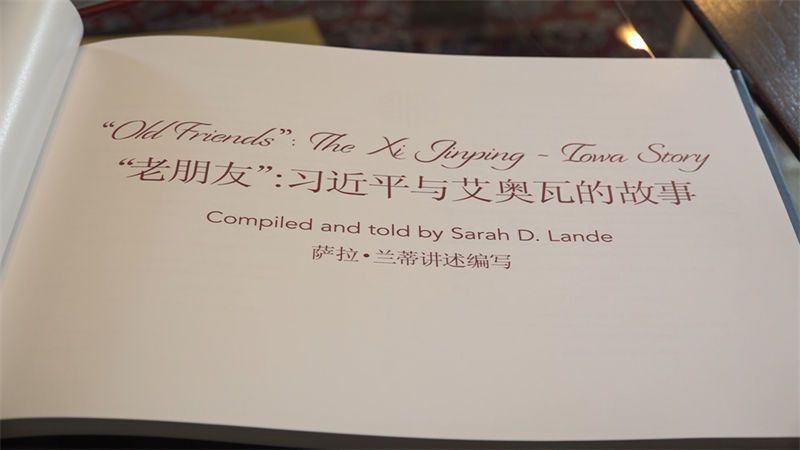 “Old Friends”: The Xi Jinping - Iowa Story
“老朋友”:习近平与艾奥瓦的故事
Compiled and told by Sarah D. Lande
萨拉•兰蒂讲述编写